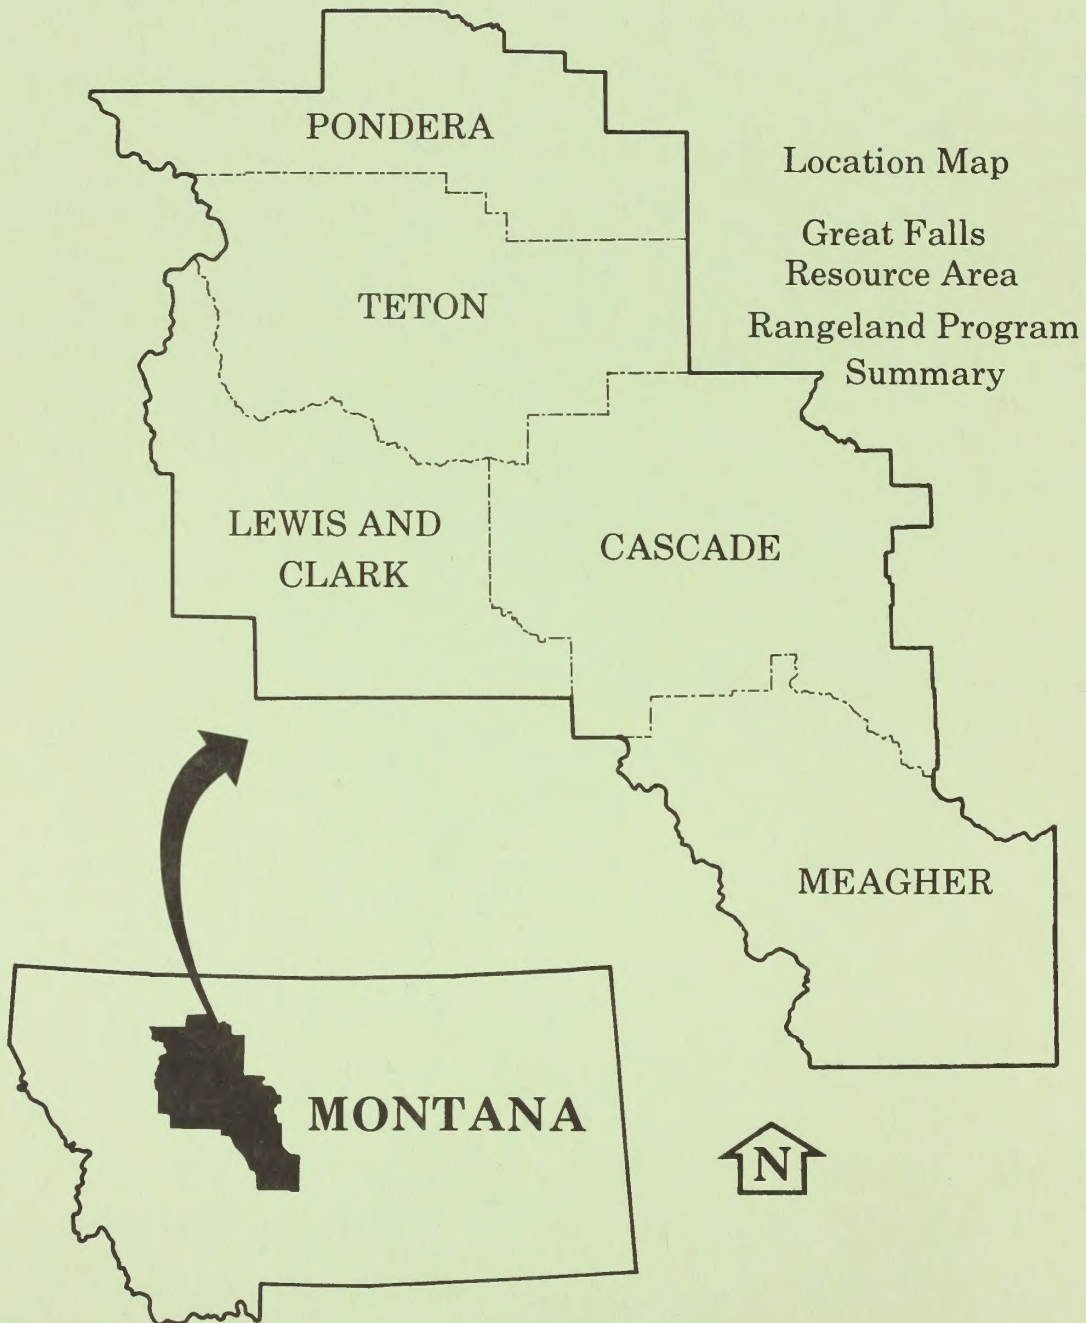 PONDERA
Location Map
Great Falls
Resource Area
Rangeland Program
Summary
TETON
LEWIS AND
CLARK
CASCADE
MEAGHER
MONTANA
N